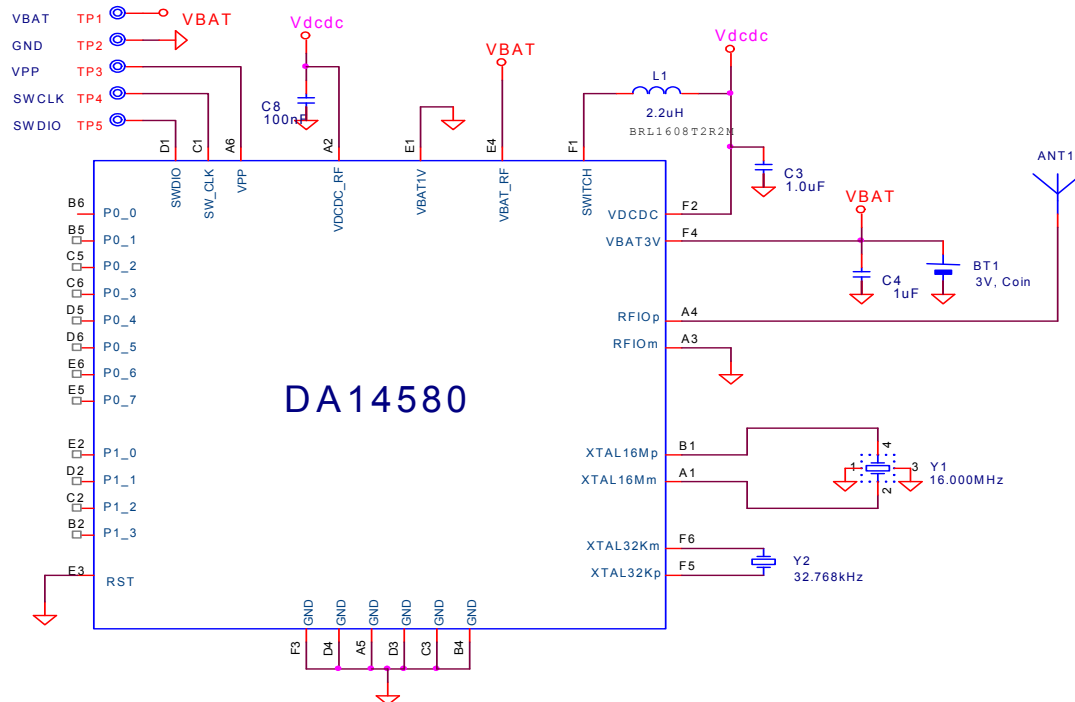 VBAT TP1 VBAT
GND TP2
VPP TP3
SWCLK TP4
SWDIO TP5
Vdcdc
C8
100nF
VBAT
Vdcdc
L1
2.2uH
BRL1608T2R2M
C3
1.0uF
ANT1
VBAT
C4
1uF
BT1
3V, Coin
D1 C1 A6 A2 E1 E4 F1
SWDIO SW_CLK VPP VDCDC_RF VBAT1V VBAT_RF SWITCH
B6 P0_0
B5 P0_1
C5 P0_2
C6 P0_3
D5 P0_4
D6 P0_5
E6 P0_6
E5 P0_7
E2 P1_0
D2 P1_1
C2 P1_2
B2 P1_3
E3 RST
DA14580
VDCDC F2
VBAT3V F4
RFIOp A4
RFIOm A3
XTAL16Mp B1
XTAL16Mm A1
XTAL32Km F6
XTAL32Kp F5
4
1 3
2
Y1
16.000MHz
Y2
32.768kHz
GND GND GND GND GND GND
F3 D4 A5 D3 C3 B4